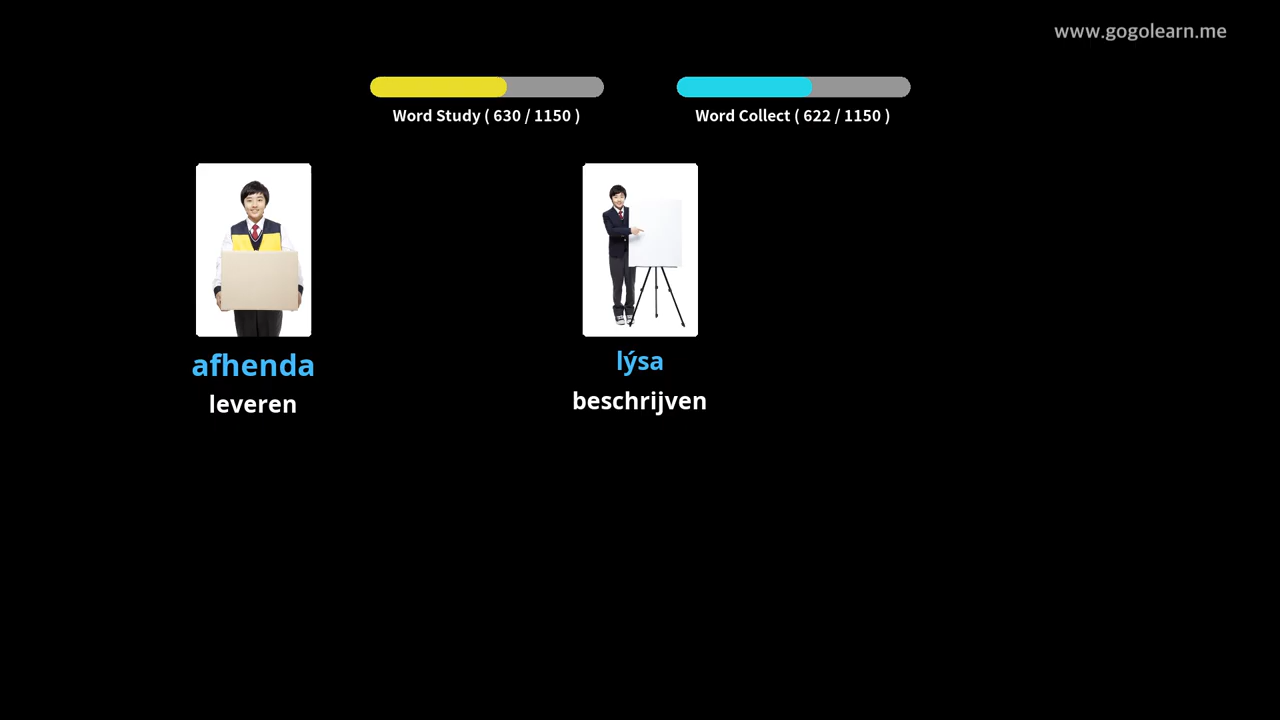 www.gogolearn.me
Word Study ( 630 / 1150 )
Word Collect ( 622 / 1150 )
afhenda
leveren
lýsa
beschrijven